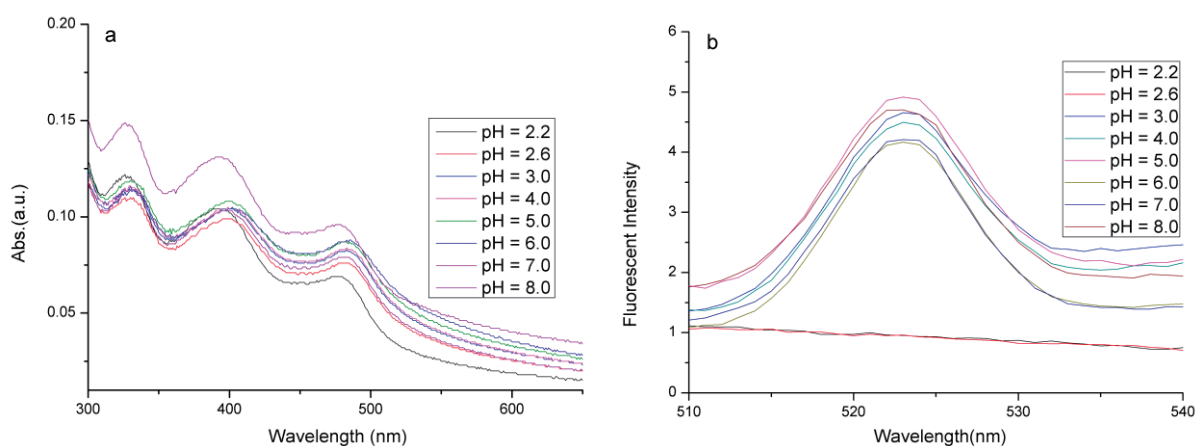 a
0.20
0.15
0.10
0.05
Abs.(a.u.)
300 400 500 600
Wavelength (nm)
pH = 2.2
pH = 2.6
pH = 3.0
pH = 4.0
pH = 5.0
pH = 6.0
pH = 7.0
pH = 8.0
b
6
5
4
3
2
1
0
Fluorescent Intensity
510 520 530 540
Wavelength(nm)
pH = 2.2
pH = 2.6
pH = 3.0
pH = 4.0
pH = 5.0
pH = 6.0
pH = 7.0
pH = 8.0